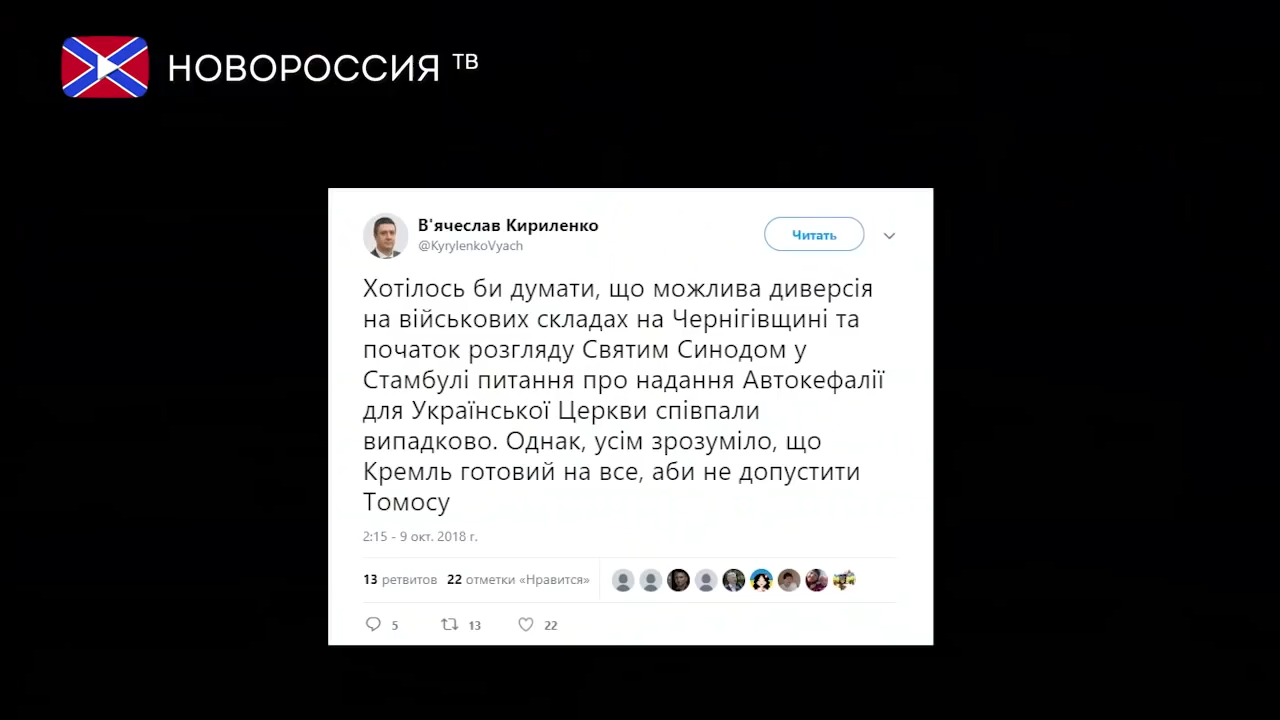 НОВОРОССИЯ ТВ
В'ячеслав Кириленко
@KyrylenkoVyach
Читать
Хотілось би думати, що можлива диверсія
на військових складах на Чернігівщині та
початок розгляду Святим Синодом у
Стамбулі питання про надання Автокефалії
для Української Церкви співпали
випадково. Однак, усім зрозуміло, що
Кремль готовий на все, аби не допустити
Томосу
2:15 - 9 окт. 2018 г.
13 ретвитов 22 отметки «Нравится»
5 13 22